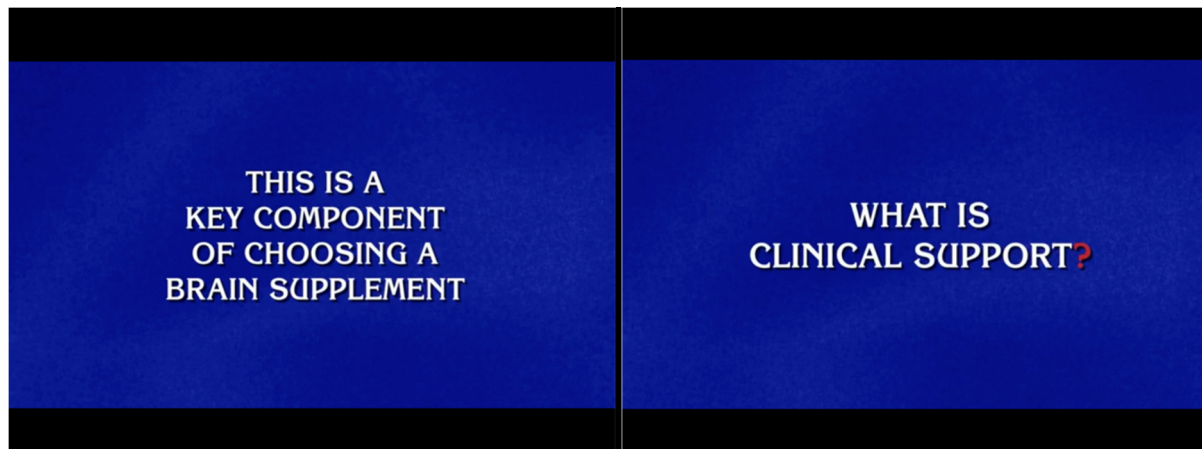 THIS IS A
KEY COMPONENT
OF CHOOSING A
BRAIN SUPPLEMENT
WHAT IS
CLINICAL SUPPORT?